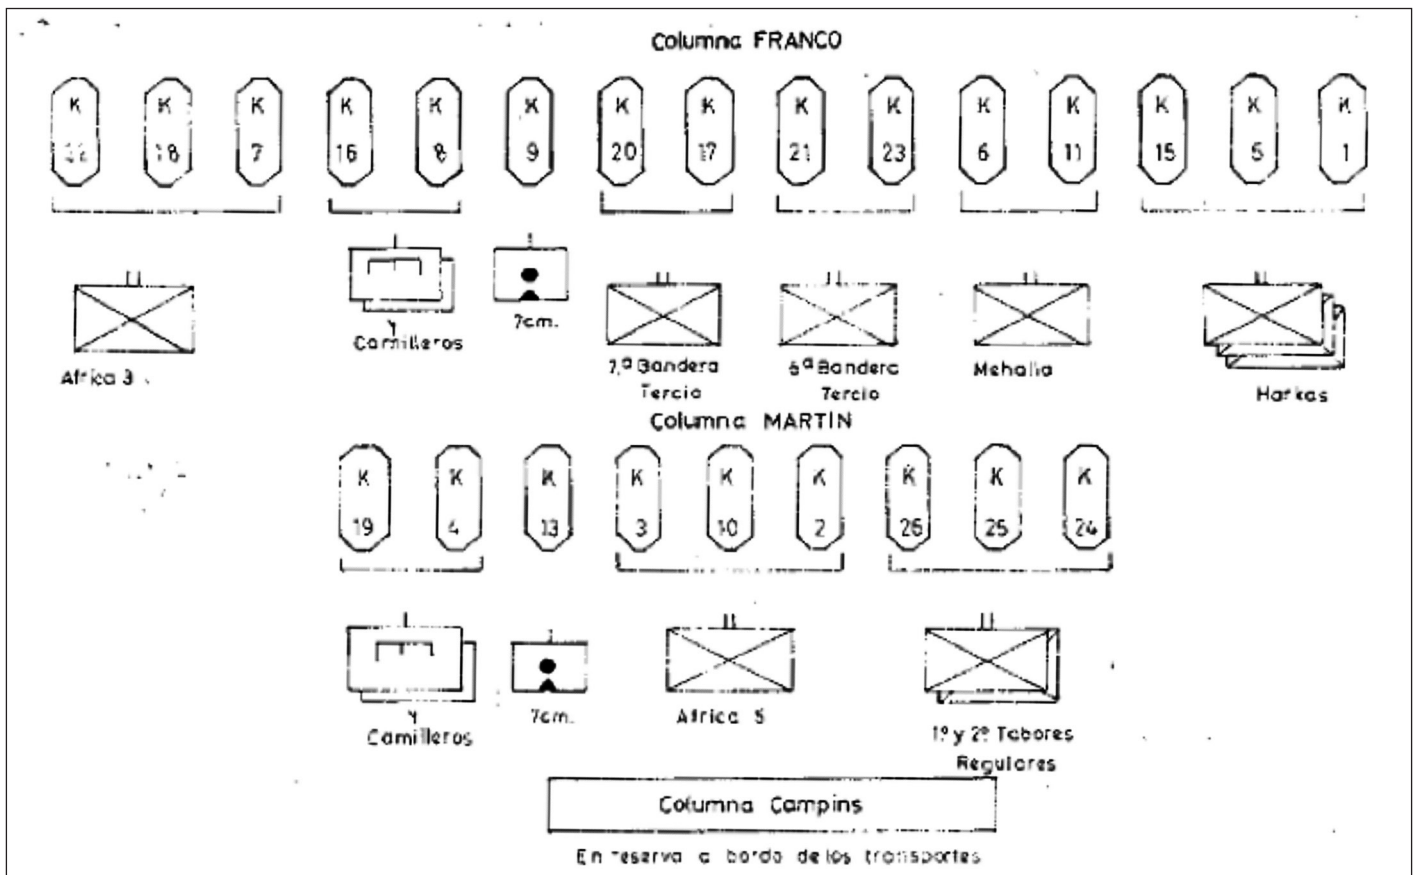 Columna FRANCO
K K K K K K K K K K K K K K K
18 7 16 8 9 20 17 21 23 6 11 15 5 1
y
Camilleros
7cm.
Africa 3
7.ª Bandera
Tercio
6ª Bandera
Tercio
Mehalla
Harkas
Columna MARTÍN
K K K K K K K K K
19 4 13 3 10 2 26 25 24
y
Camilleros
7cm.
Africa 5
1º y 2º Tabores
Regulares
Columna Campins
En reserva a bordo de los transportes